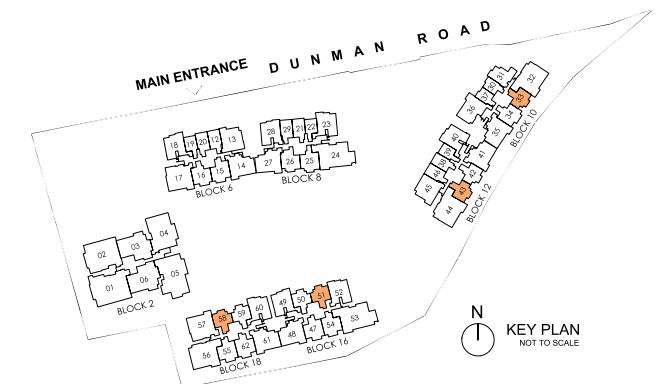 MAIN ENTRANCE DUNMAN ROAD
32
31
30
33
37
34
36
35
BLOCK 10
40
39
41
38
46
42
45
43
44
BLOCK 12
18 19 20 12 13
17 16 15 14
BLOCK 6
28 29 21 22 23
27 26 25 24
BLOCK 8
02 03 04
01 06 05
BLOCK 2
57 58 59 60
56 55 62 61
BLOCK 18
49 50 51 52
48 47 54 53
BLOCK 16
N
KEY PLAN
NOT TO SCALE